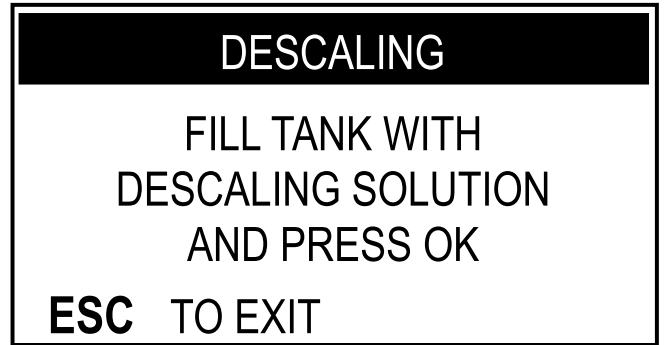 DESCALING
FILL TANK WITH
DESCALING SOLUTION
AND PRESS OK
ESC TO EXIT